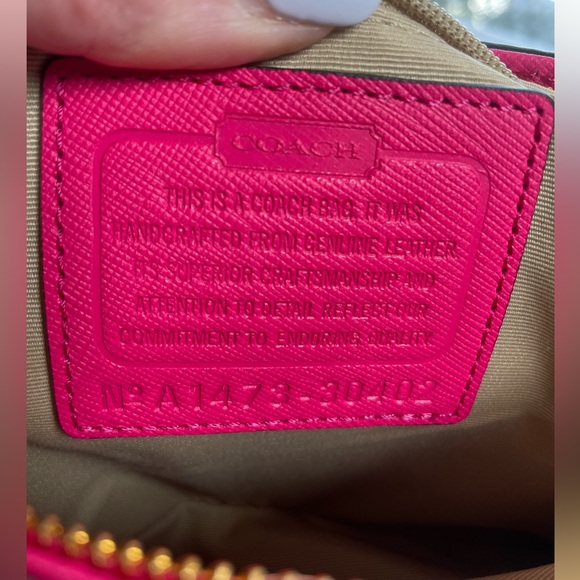 COACH
THIS IS A COACH BAG. IT WAS
HANDCRAFTED FROM GENUINE LEATHER.
ITS SUPERIOR CRAFTSMANSHIP AND
ATTENTION TO DETAIL REFLECT OUR
COMMITMENT TO ENDURING QUALITY.
Nº A1473-30402